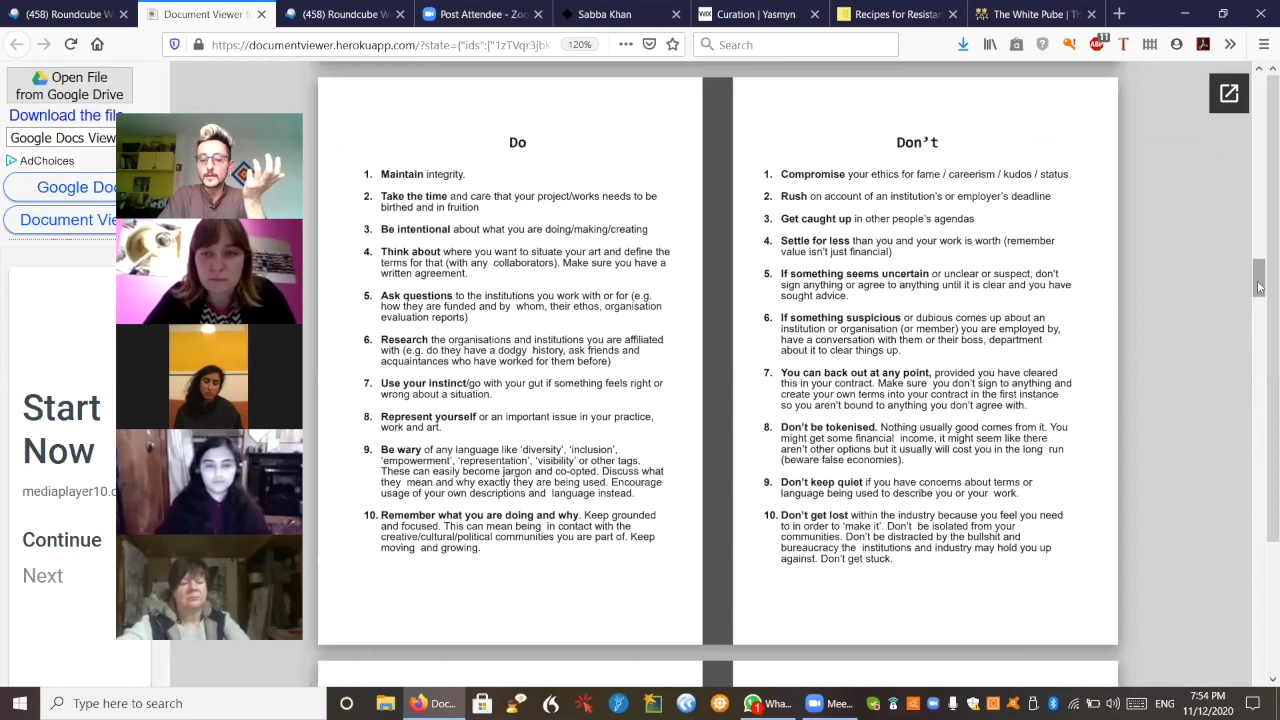 (458) Roundcube W
Document Viewer f
(458) Roundcube W
Post Attendee - Zoo
Sabba Khan
Curation | Yasmyn
Recipes for Resistan
The White Pube | Th
https://documentviewer.herokuapp.com/?state={"ids":["1zTVqr3jbK
120%
Search
11
Open File
from Google Drive
Download the file
Google Docs View
AdChoices
Google Do
Document Vi
Start
Now
mediaplayer10.c
Continue
Next
Do
1. Maintain integrity.
2. Take the time and care that your project/works needs to be
birthed and in fruition
3. Be intentional about what you are doing/making/creating
4. Think about where you want to situate your art and define the
terms for that (with any collaborators). Make sure you have a
written agreement.
5. Ask questions to the institutions you work with or for (e.g.
how they are funded and by whom, their ethos, organisation
evaluation reports)
6. Research the organisations and institutions you are affiliated
with (e.g. do they have a dodgy history, ask friends and
acquaintances who have worked for them before)
7. Use your instinct/go with your gut if something feels right or
wrong about a situation.
8. Represent yourself or an important issue in your practice,
work and art.
9. Be wary of any language like ‘diversity’, ‘inclusion’,
‘empowerment’, ‘representation’, ‘visibility’ or other tags.
These can easily become jargon and co-opted. Discuss what
they mean and why exactly they are being used. Encourage
usage of your own descriptions and language instead.
10. Remember what you are doing and why. Keep grounded
and focused. This can mean being in contact with the
creative/cultural/political communities you are part of. Keep
moving and growing.
Don’t
1. Compromise your ethics for fame / careerism / kudos / status
2. Rush on account of an institution’s or employer’s deadline
3. Get caught up in other people’s agendas
4. Settle for less than you and your work is worth (remember
value isn’t just financial)
5. If something seems uncertain or unclear or suspect, don’t
sign anything or agree to anything until it is clear and you have
sought advice.
6. If something suspicious or dubious comes up about an
institution or organisation (or member) you are employed by,
have a conversation with them or their boss, department
about it to clear things up.
7. You can back out at any point, provided you have cleared
this in your contract. Make sure you don’t sign to anything and
create your own terms into your contract in the first instance
so you aren’t bound to anything you don’t agree with.
8. Don’t be tokenised. Nothing usually good comes from it. You
might get some financial income, it might seem like there
aren’t other options but it usually will cost you in the long run
(beware false economies).
9. Don’t keep quiet if you have concerns about terms or
language being used to describe you or your work.
10. Don’t get lost within the industry because you feel you need
to in order to ‘make it’. Don’t be isolated from your
communities. Don’t be distracted by the bullshit and
bureaucracy the institutions and industry may hold you up
against. Don’t get stuck.
Type here to search
Doc...
Wha...
Mee...
ENG
7:54 PM
11/12/2020